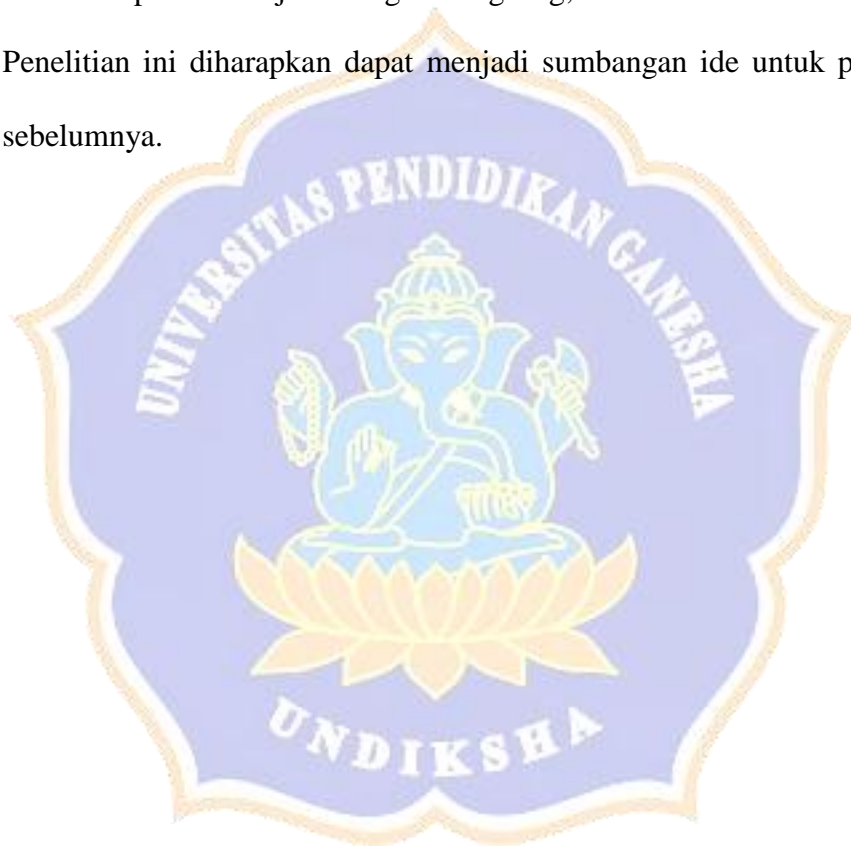 Penelitian ini diharapkan dapat menjadi sumbangan ide untuk p
sebelumnya.
UNIVERSITAS PENDIDIKAN GANESHA
UNDIKSHA